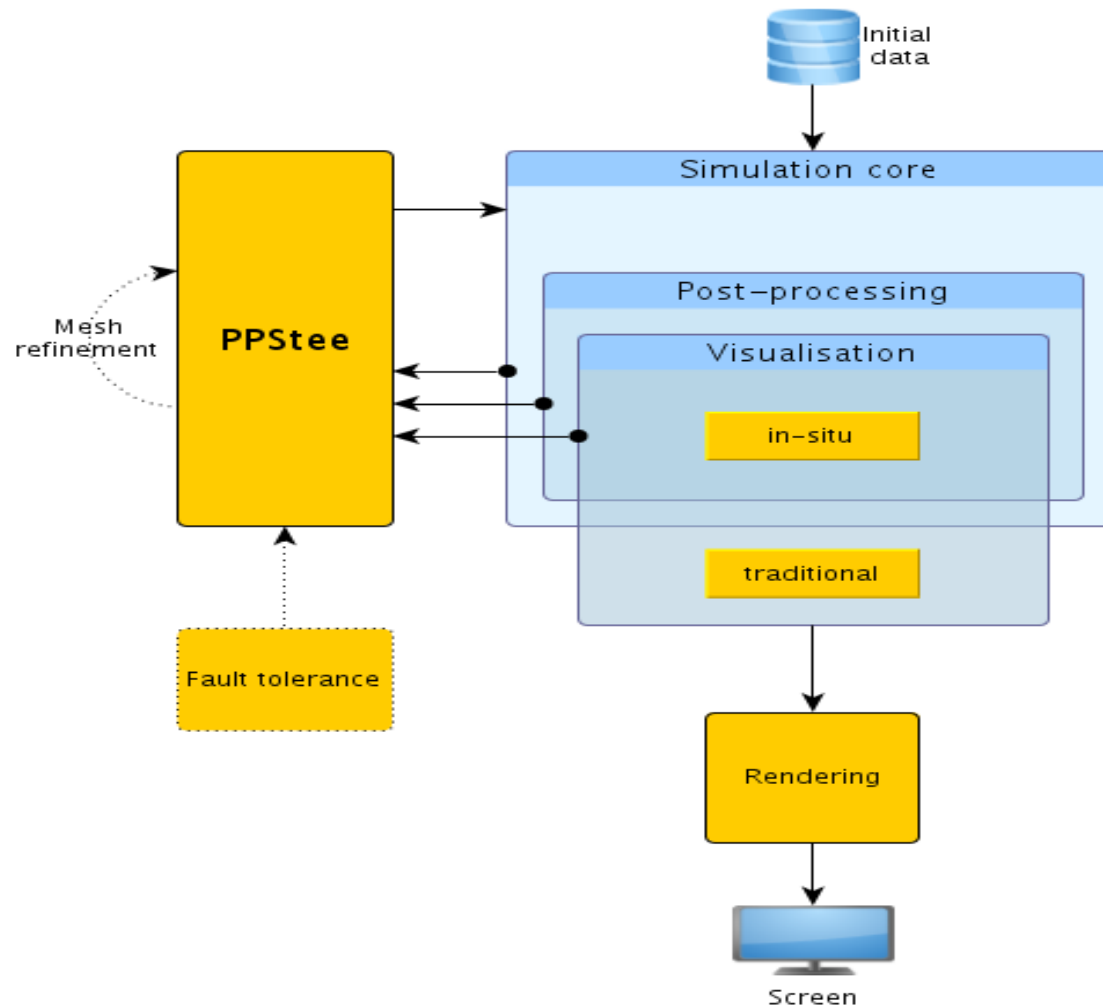 Initial
data
Simulation core
Post-processing
Mesh
refinement
PPStee
Visualisation
in-situ
traditional
Fault tolerance
Rendering
Screen